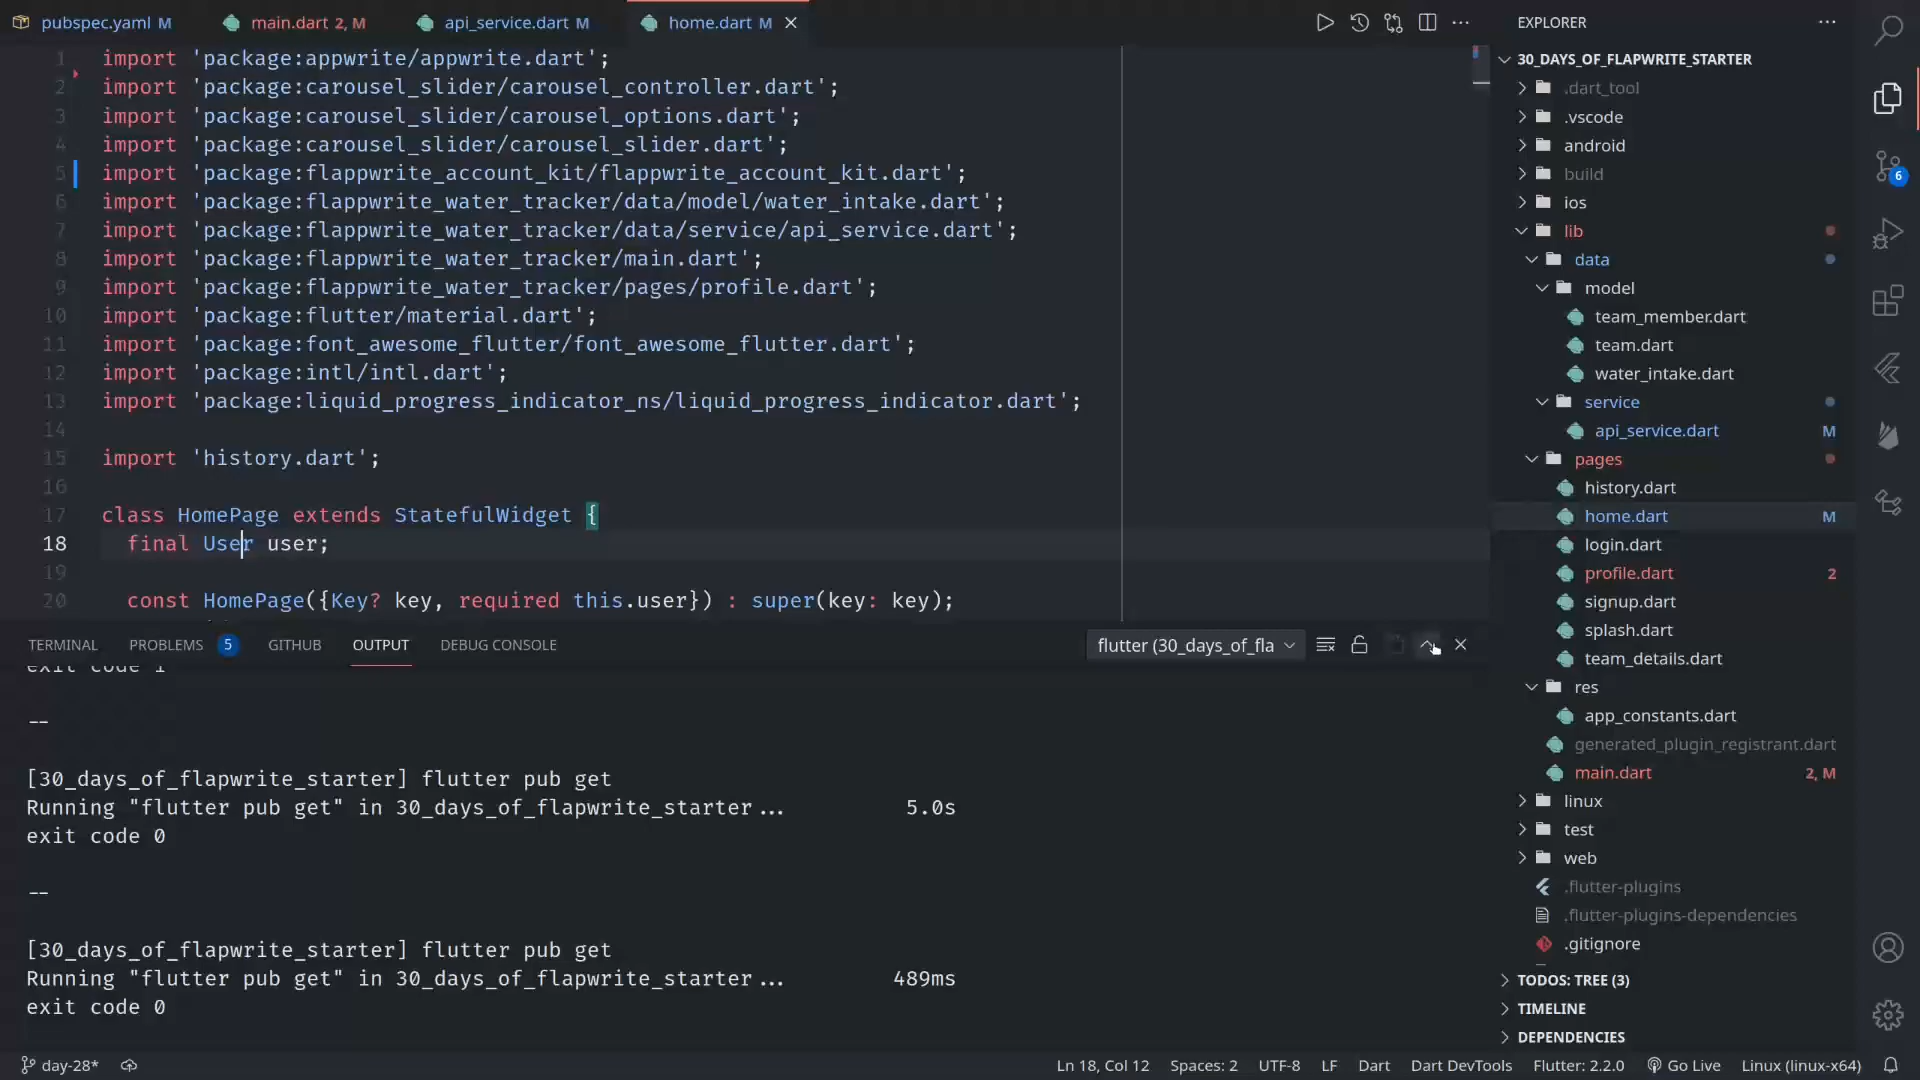 pubspec.yaml M
main.dart 2, M
api_service.dart M
home.dart M
1 import 'package:appwrite/appwrite.dart';
2 import 'package:carousel_slider/carousel_controller.dart';
3 import 'package:carousel_slider/carousel_options.dart';
4 import 'package:carousel_slider/carousel_slider.dart';
5 import 'package:flappwrite_account_kit/flappwrite_account_kit.dart';
6 import 'package:flappwrite_water_tracker/data/model/water_intake.dart';
7 import 'package:flappwrite_water_tracker/data/service/api_service.dart';
8 import 'package:flappwrite_water_tracker/main.dart';
9 import 'package:flappwrite_water_tracker/pages/profile.dart';
10 import 'package:flutter/material.dart';
11 import 'package:font_awesome_flutter/font_awesome_flutter.dart';
12 import 'package:intl/intl.dart';
13 import 'package:liquid_progress_indicator_ns/liquid_progress_indicator.dart';
14
15 import 'history.dart';
16
17 class HomePage extends StatefulWidget {
18 final User user;
19
20 const HomePage({Key? key, required this.user}) : super(key: key);
TERMINAL
PROBLEMS 5
GITHUB
OUTPUT
DEBUG CONSOLE
flutter (30_days_of_fla
exit code 1
--
[30_days_of_flapwrite_starter] flutter pub get
Running "flutter pub get" in 30_days_of_flapwrite_starter... 5.0s
exit code 0
--
[30_days_of_flapwrite_starter] flutter pub get
Running "flutter pub get" in 30_days_of_flapwrite_starter... 489ms
exit code 0
EXPLORER
30_DAYS_OF_FLAPWRITE_STARTER
.dart_tool
.vscode
android
build
ios
lib
data
model
team_member.dart
team.dart
water_intake.dart
service
api_service.dart M
pages
history.dart
home.dart M
login.dart
profile.dart 2
signup.dart
splash.dart
team_details.dart
res
app_constants.dart
generated_plugin_registrant.dart
main.dart 2, M
linux
test
web
.flutter-plugins
.flutter-plugins-dependencies
.gitignore
TODOS: TREE (3)
TIMELINE
DEPENDENCIES
6
day-28*
Ln 18, Col 12
Spaces: 2
UTF-8
LF
Dart
Dart DevTools
Flutter: 2.2.0
Go Live
Linux (linux-x64)